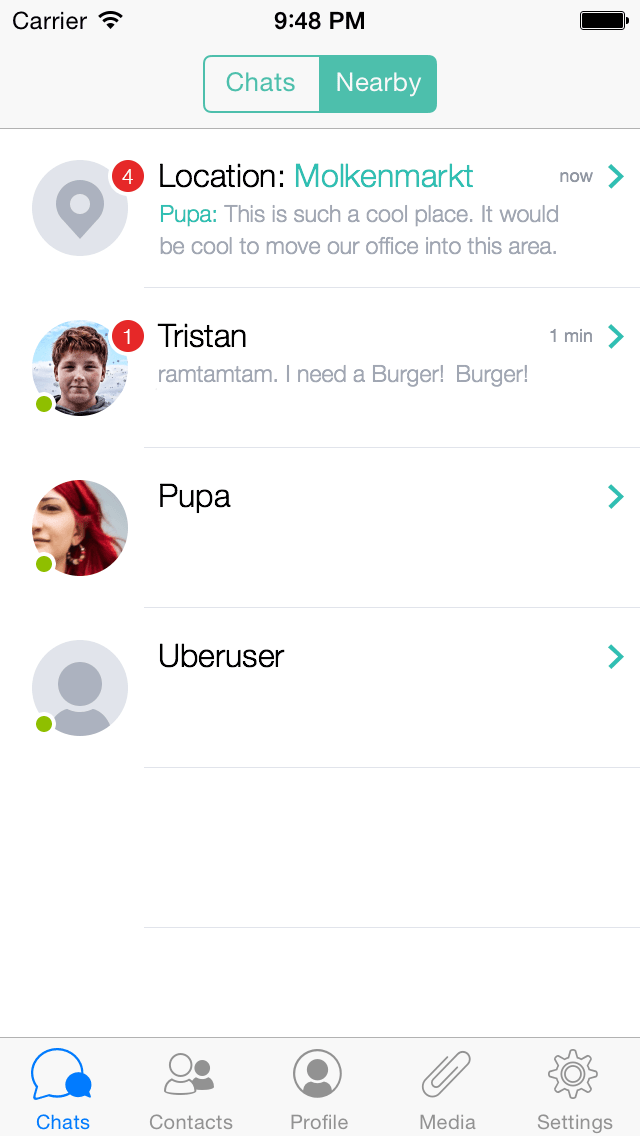 Carrier 9:48 PM
Chats Nearby
4 Location: Molkenmarkt now
Pupa: This is such a cool place. It would
be cool to move our office into this area.
1 Tristan 1 min
ramtamtam. I need a Burger! Burger!
Pupa
Uberuser
Chats Contacts Profile Media Settings